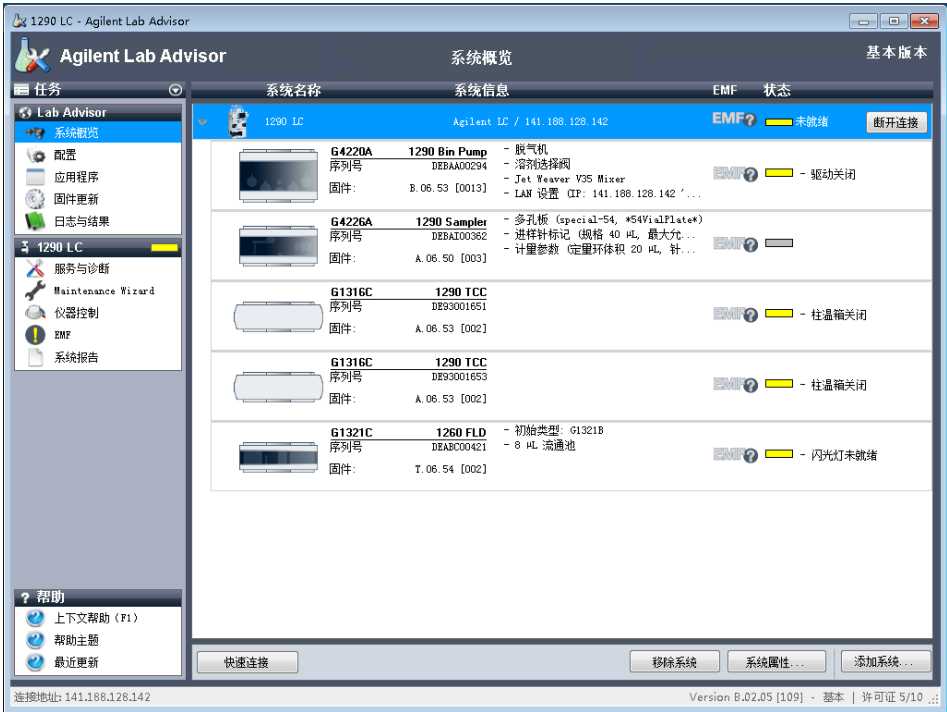 1290 LC - Agilent Lab Advisor
Agilent Lab Advisor
系统概览
基本版本
任务
系统名称 系统信息 EMF 状态
Lab Advisor
系统概览
配置
应用程序
固件更新
日志与结果
1290 LC
服务与诊断
Maintenance Wizard
仪器控制
EMF
系统报告
1290 LC Agilent LC / 141.188.128.142 EMF? 未就绪 断开连接
G4220A 1290 Bin Pump - 脱气机
序列号 DEBAA00294 - 溶剂选择阀
- Jet Weaver V35 Mixer
固件: B.06.53 [0013] - LAN 设置 (IP: 141.188.128.142 '...
EMF? - 驱动关闭
G4226A 1290 Sampler - 多孔板 (special-54, *54VialPlate*)
序列号 DEBAI00362 - 进样针标记 (规格 40 µL, 最大允...
- 计量参数 (定量环体积 20 µL, 针...
固件: A.06.50 [003]
EMF?
G1316C 1290 TCC
序列号 DE93001651
固件: A.06.53 [002]
EMF? - 柱温箱关闭
G1316C 1290 TCC
序列号 DE93001653
固件: A.06.53 [002]
EMF? - 柱温箱关闭
G1321C 1260 FLD - 初始类型: G1321B
序列号 DEABC00421 - 8 µL 流通池
固件: T.06.54 [002]
EMF? - 闪光灯未就绪
? 帮助
上下文帮助 (F1)
帮助主题
最近更新
快速连接 移除系统 系统属性... 添加系统...
连接地址: 141.188.128.142 Version B.02.05 [109] - 基本 | 许可证 5/10